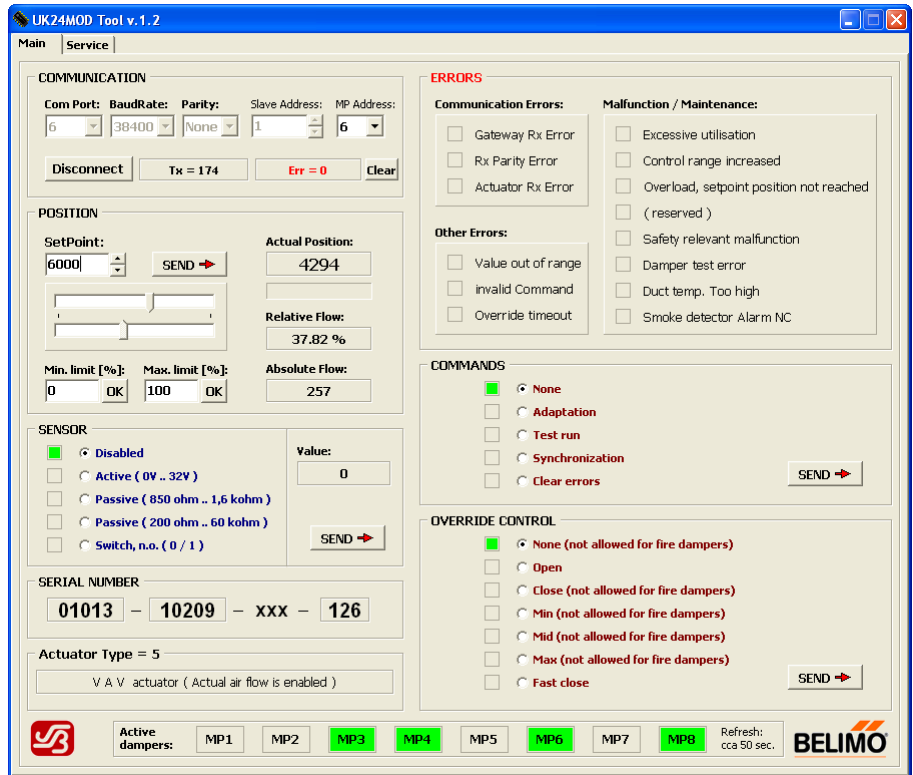 UK24MOD Tool v.1.2
Main Service
COMMUNICATION
Com Port: BaudRate: Parity: Slave Address: MP Address:
6 38400 None 1 6
Disconnect Tx = 174 Err = 0 Clear
POSITION
SetPoint: Actual Position:
6000 SEND 4294
Relative Flow:
37.82 %
Min. limit [%]: Max. limit [%]: Absolute Flow:
0 OK 100 OK 257
SENSOR
Disabled
Active ( 0V .. 32V )
Passive ( 850 ohm .. 1,6 kohm )
Passive ( 200 ohm .. 60 kohm )
Switch, n.o. ( 0 / 1 )
Value:
0
SEND
SERIAL NUMBER
01013 – 10209 – xxx – 126
Actuator Type = 5
V A V actuator ( Actual air flow is enabled )
ERRORS
Communication Errors:
Gateway Rx Error
Rx Parity Error
Actuator Rx Error
Other Errors:
Value out of range
invalid Command
Override timeout
Malfunction / Maintenance:
Excessive utilisation
Control range increased
Overload, setpoint position not reached
( reserved )
Safety relevant malfunction
Damper test error
Duct temp. Too high
Smoke detector Alarm NC
COMMANDS
None
Adaptation
Test run
Synchronization
Clear errors
SEND
OVERRIDE CONTROL
None (not allowed for fire dampers)
Open
Close (not allowed for fire dampers)
Min (not allowed for fire dampers)
Mid (not allowed for fire dampers)
Max (not allowed for fire dampers)
Fast close
SEND
Active
dampers:
MP1 MP2 MP3 MP4 MP5 MP6 MP7 MP8
Refresh:
cca 50 sec.
BELIMO